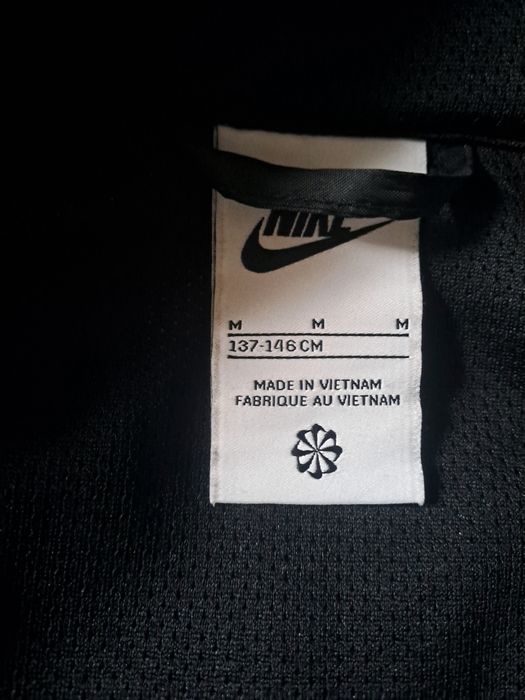 NIKE
M M M
137-146 CM
MADE IN VIETNAM
FABRIQUE AU VIETNAM